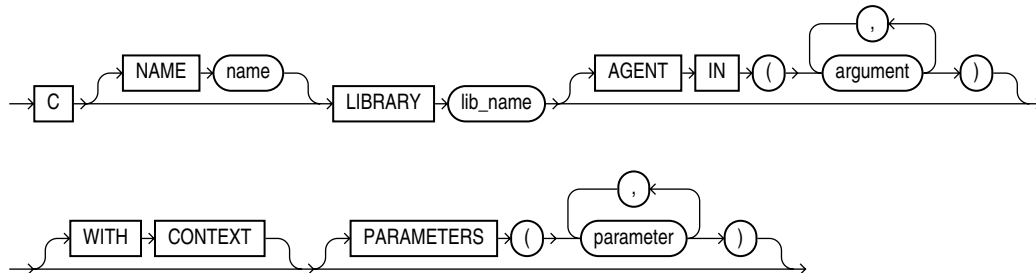 ,
NAME name AGENT IN ( argument )
C LIBRARY lib_name
,
WITH CONTEXT PARAMETERS ( parameter )